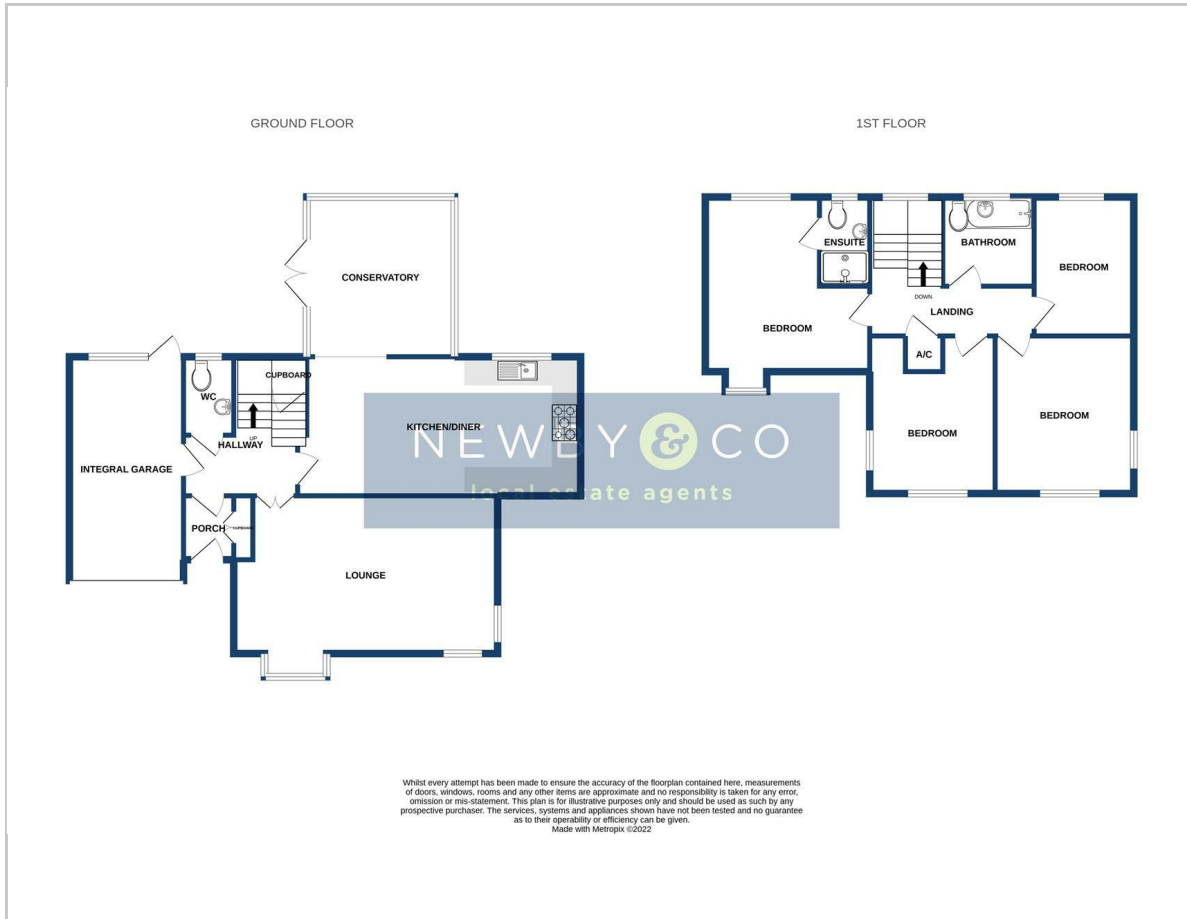 GROUND FLOOR
1ST FLOOR
CONSERVATORY
CUPBOARD
WC
UP
HALLWAY
KITCHEN/DINER
INTEGRAL GARAGE
PORCH
CUPBOARD
LOUNGE
ENSUITE
BATHROOM
BEDROOM
DOWN
LANDING
BEDROOM
A/C
BEDROOM
BEDROOM
NEWBY & CO
local estate agents
Whilst every attempt has been made to ensure the accuracy of the floorplan contained here, measurements
of doors, windows, rooms and any other items are approximate and no responsibility is taken for any error,
omission or mis-statement. This plan is for illustrative purposes only and should be used as such by any
prospective purchaser. The services, systems and appliances shown have not been tested and no guarantee
as to their operability or efficiency can be given.
Made with Metropix ©2022